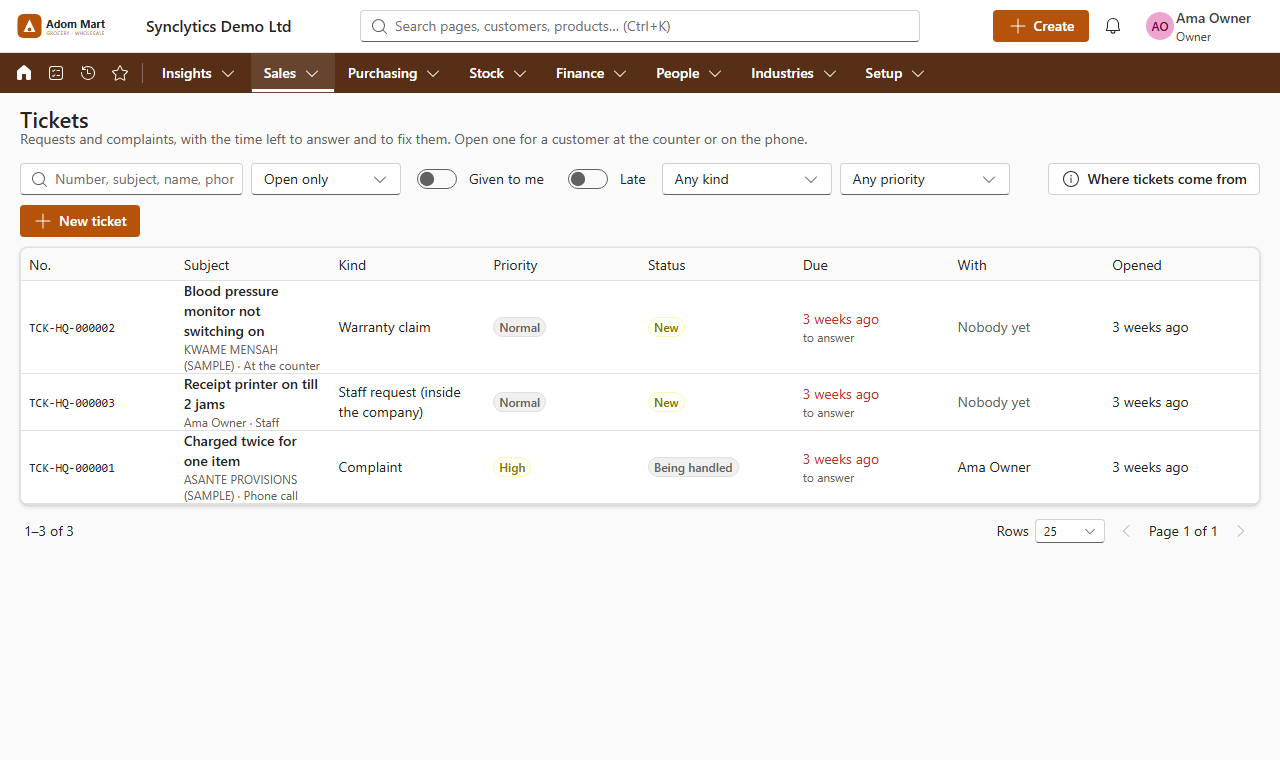 Adom Mart
GROCERY · WHOLESALE
Synclytics Demo Ltd
Search pages, customers, products... (Ctrl+K)
Create
AO
Ama Owner
Owner
Insights
Sales
Purchasing
Stock
Finance
People
Industries
Setup
Tickets
Requests and complaints, with the time left to answer and to fix them. Open one for a customer at the counter or on the phone.
Number, subject, name, phor
Open only
Given to me
Late
Any kind
Any priority
Where tickets come from
New ticket
No. Subject Kind Priority Status Due With Opened
TCK-HQ-000002
Blood pressure
monitor not
switching on
KWAME MENSAH
(SAMPLE) · At the counter
Warranty claim
Normal
New
3 weeks ago
to answer
Nobody yet
3 weeks ago
TCK-HQ-000003
Receipt printer on till
2 jams
Ama Owner · Staff
Staff request (inside
the company)
Normal
New
3 weeks ago
to answer
Nobody yet
3 weeks ago
TCK-HQ-000001
Charged twice for
one item
ASANTE PROVISIONS
(SAMPLE) · Phone call
Complaint
High
Being handled
3 weeks ago
to answer
Ama Owner
3 weeks ago
1–3 of 3
Rows 25 Page 1 of 1